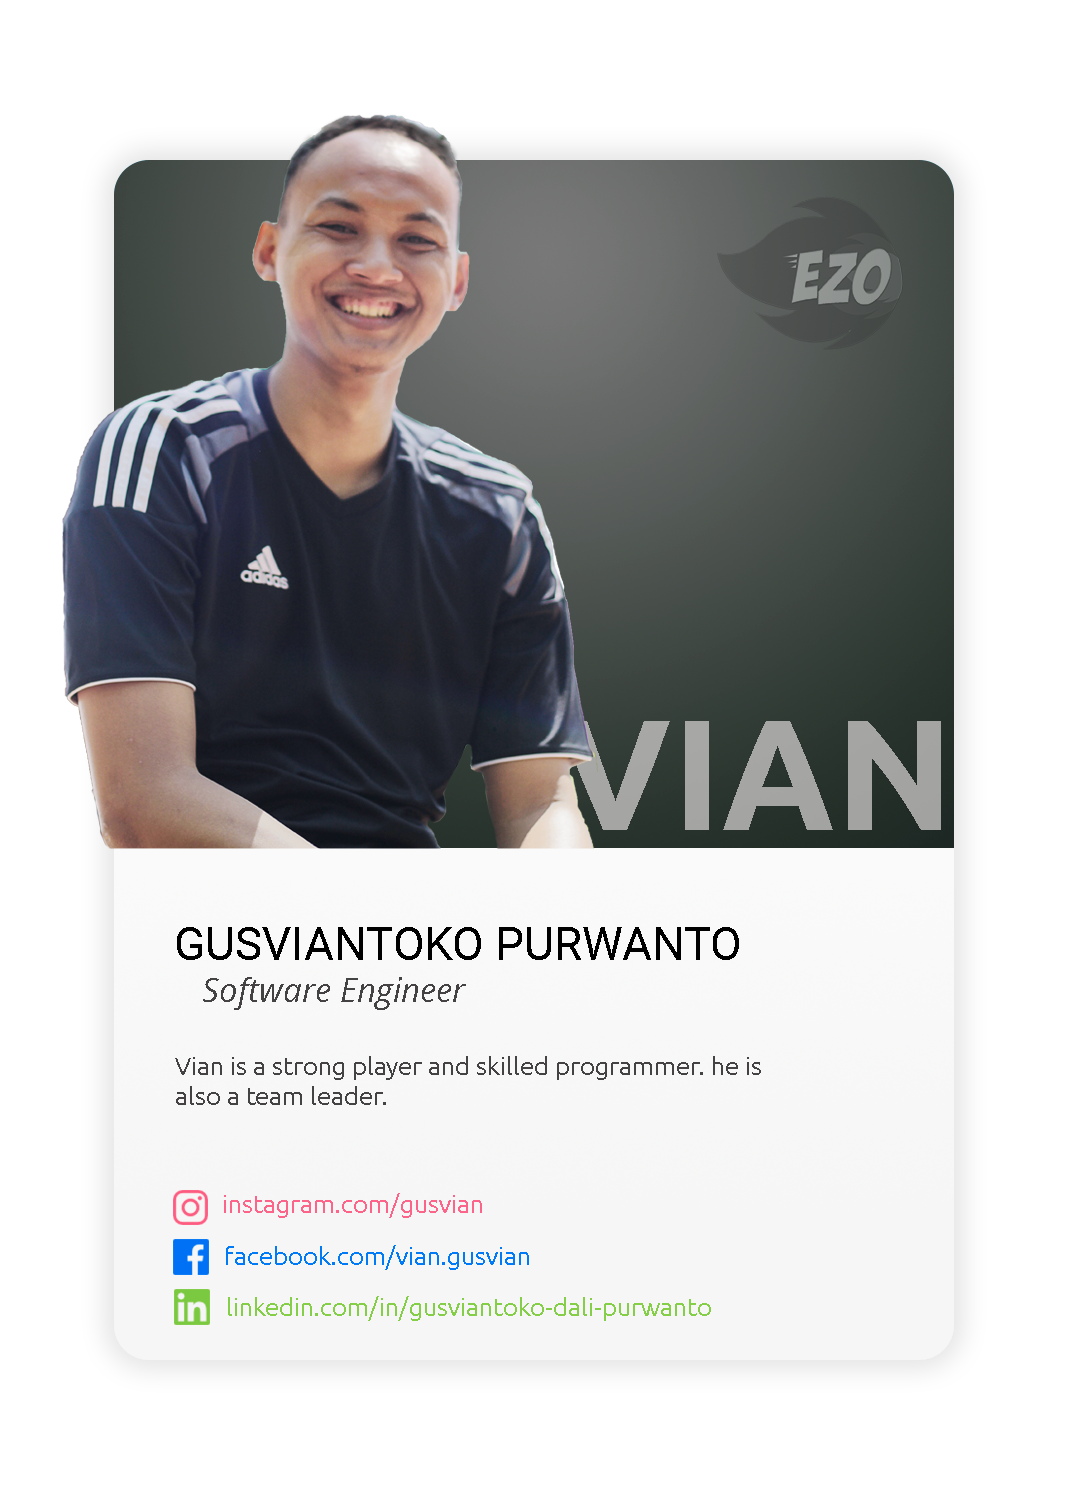 EZO
adidas
VIAN
GUSVIANTOKO PURWANTO
Software Engineer
Vian is a strong player and skilled programmer. he is
also a team leader.
instagram.com/gusvian
facebook.com/vian.gusvian
in linkedin.com/in/gusviantoko-dali-purwanto